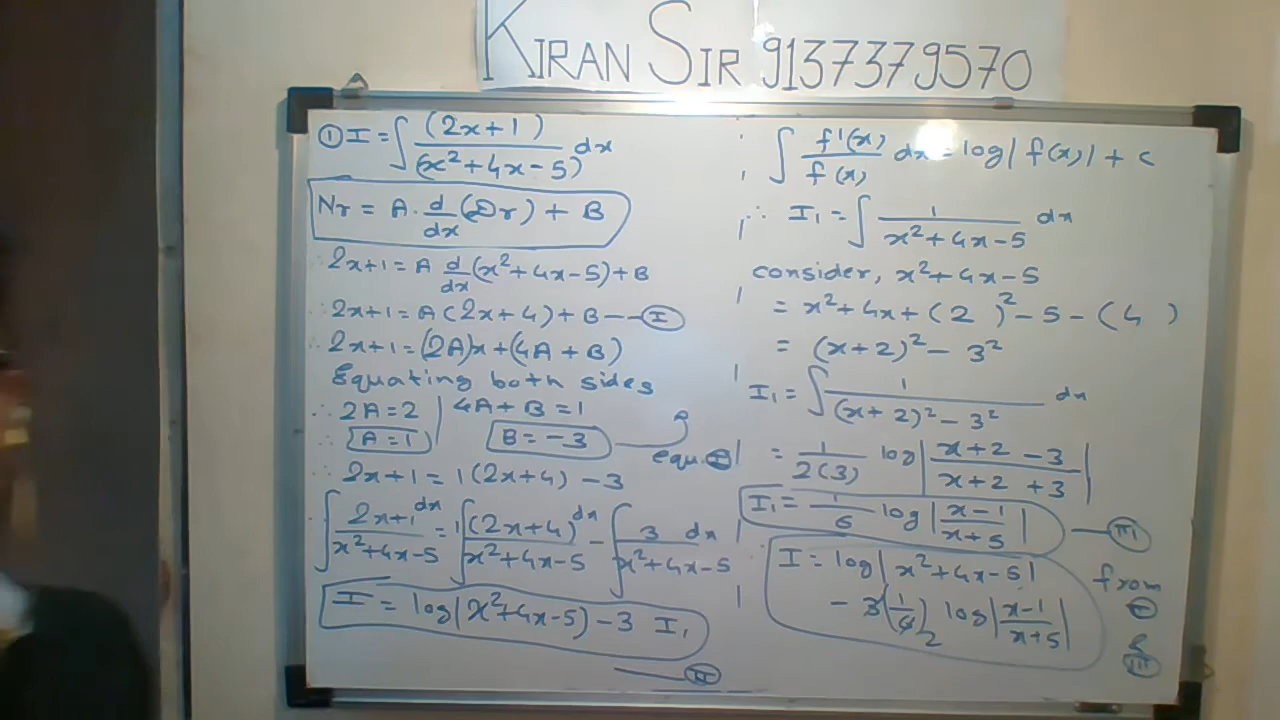 KIRAN SIR 9137379570
① I = ∫ (2x+1) / (x²+4x-5) dx
Nr = A · d/dx (Dr) + B
2x+1 = A d/dx (x²+4x-5) + B
∴ 2x+1 = A(2x+4) + B — Ⓘ
∴ 2x+1 = (2A)x + (4A+B)
Equating both sides
∴ 2A = 2 | 4A + B = 1
∴ A = 1 B = -3 equ. Ⓘ
∴ 2x+1 = 1(2x+4) - 3
∫ 2x+1 / x²+4x-5 dx = 1∫ (2x+4) / x²+4x-5 dx - ∫ 3 / x²+4x-5 dx
I = log|x²+4x-5) - 3 I₁
— Ⓘ​Ⓘ
∫ f'(x) / f(x) dx = log| f(x) | + c
∴ I₁ = ∫ 1 / x²+4x-5 dx
consider, x²+4x-5
= x²+4x+(2)²-5-(4)
= (x+2)² - 3²
I₁ = ∫ 1 / (x+2)² - 3² dx
= 1 / 2(3) log | x+2-3 / x+2+3 |
I₁ = 1/6 log | x-1 / x+5 | — (III)
I = log| x²+4x-5 |
- 3(1/6) 2 log | x-1 / x+5 |
from
Ⓘ
&
(III)